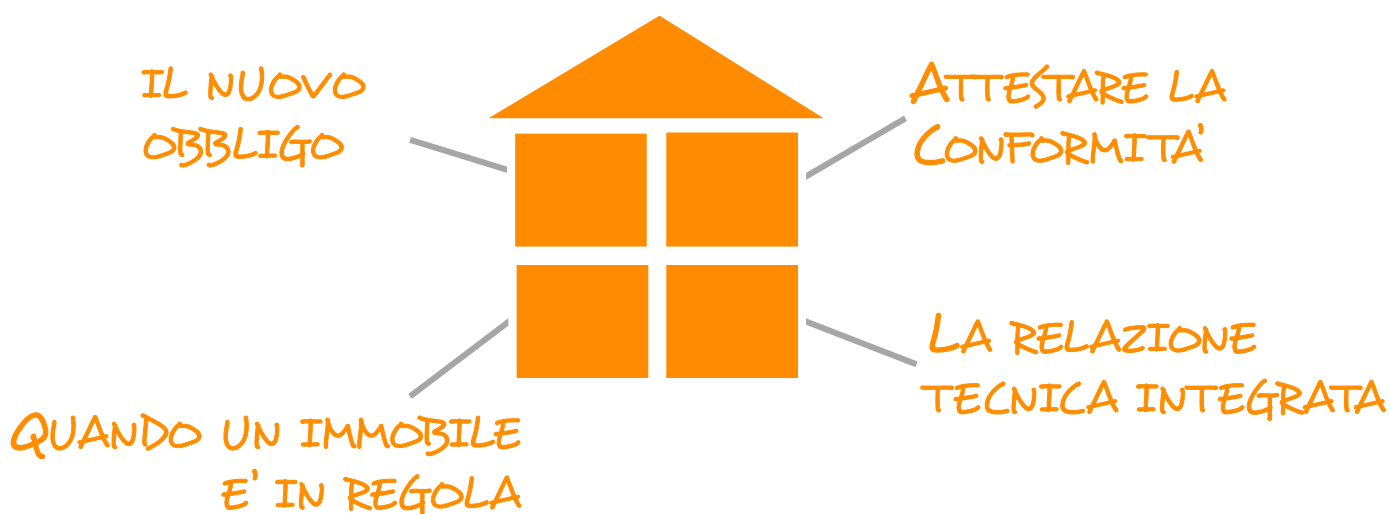 IL NUOVO
OBBLIGO
ATTESTARE LA
CONFORMITA'
QUANDO UN IMMOBILE
E' IN REGOLA
LA RELAZIONE
TECNICA INTEGRATA